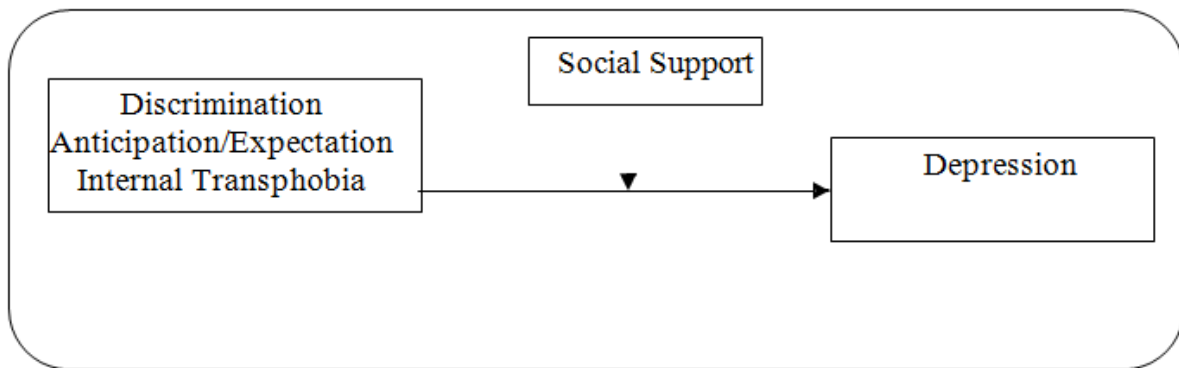 Social Support
Discrimination
Anticipation/Expectation
Internal Transphobia
Depression